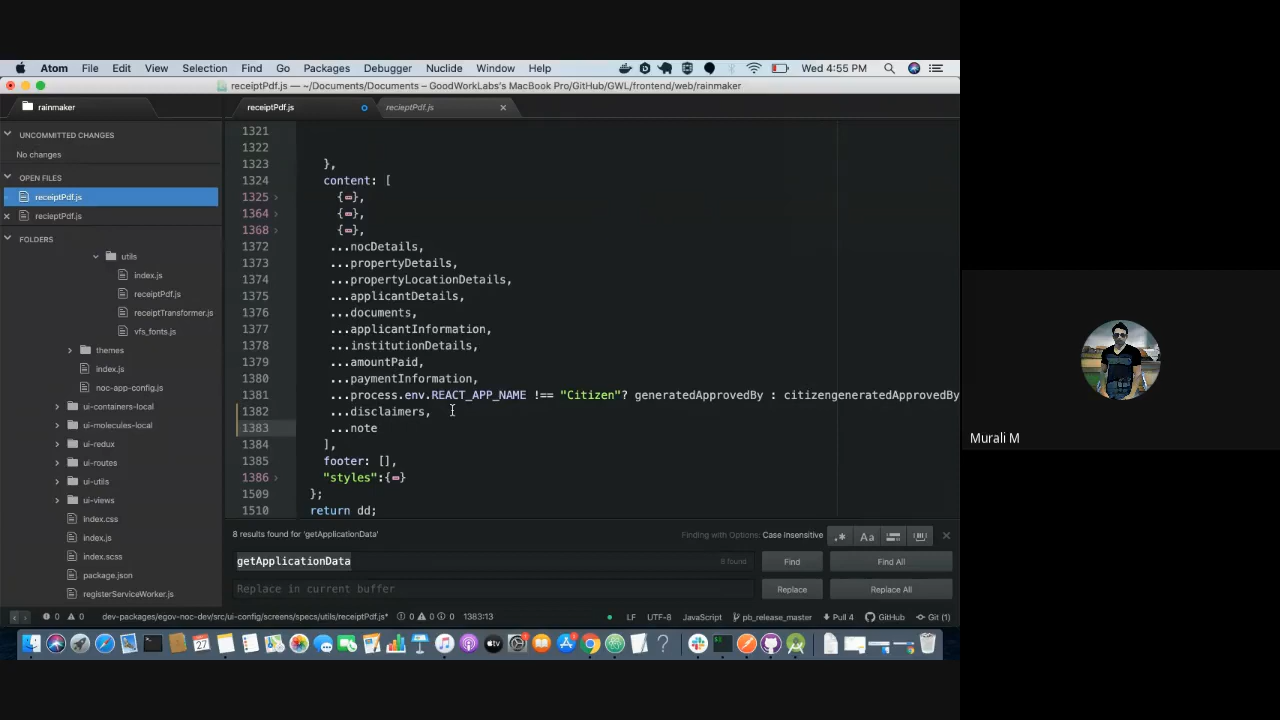 Atom File Edit View Selection Find Go Packages Debugger Nuclide Window Help Wed 4:55 PM
receiptPdf.js — ~/Documents/Documents – GoodWorkLabs's MacBook Pro/GitHub/GWL/frontend/web/rainmaker
rainmaker
receiptPdf.js
recieptPdf.js
UNCOMMITTED CHANGES
No changes
OPEN FILES
receiptPdf.js
recieptPdf.js
FOLDERS
utils
index.js
receiptPdf.js
receiptTransformer.js
vfs_fonts.js
themes
index.js
noc-app-config.js
ui-containers-local
ui-molecules-local
ui-redux
ui-routes
ui-utils
ui-views
index.css
index.js
index.scss
package.json
registerServiceWorker.js
1321
1322
1323 },
1324 content: [
1325 {},
1364 {},
1368 {},
1372 ...nocDetails,
1373 ...propertyDetails,
1374 ...propertyLocationDetails,
1375 ...applicantDetails,
1376 ...documents,
1377 ...applicantInformation,
1378 ...institutionDetails,
1379 ...amountPaid,
1380 ...paymentInformation,
1381 ...process.env.REACT_APP_NAME !== "Citizen"? generatedApprovedBy : citizengeneratedApprovedBy
1382 ...disclaimers,
1383 ...note
1384 ],
1385 footer: [],
1386 "styles":{}
1509 };
1510 return dd;
8 results found for 'getApplicationData'
Finding with Options: Case Insensitive
.* Aa
getApplicationData
8 found
Find
Find All
Replace in current buffer
Replace
Replace All
0 0 dev-packages/egov-noc-dev/src/ui-config/screens/specs/utils/receiptPdf.js* 0 0 0 1383:13
LF UTF-8 JavaScript pb_release_master Pull 4 GitHub Git (1)
27
Murali M